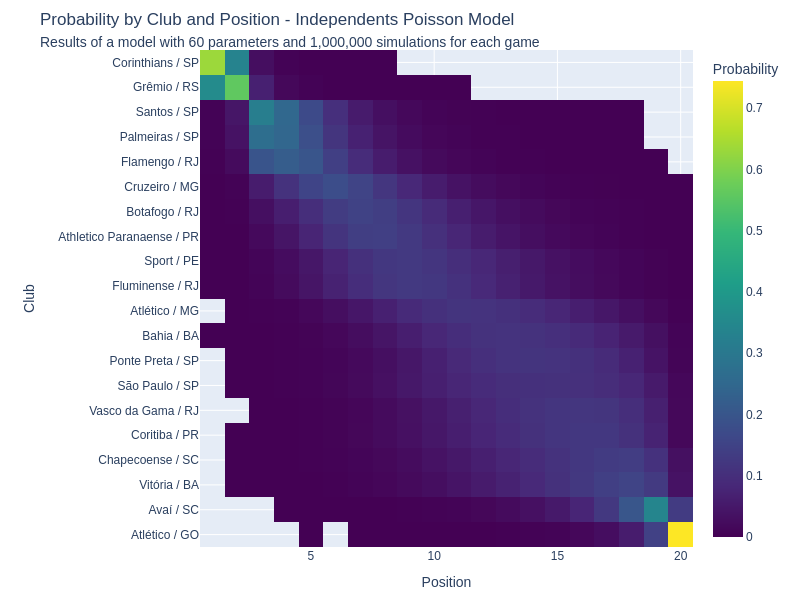 Probability by Club and Position - Independents Poisson Model
Results of a model with 60 parameters and 1,000,000 simulations for each game
Probability
Corinthians / SP
Grêmio / RS
Santos / SP
Palmeiras / SP
Flamengo / RJ
Cruzeiro / MG
Botafogo / RJ
Athletico Paranaense / PR
Sport / PE
Fluminense / RJ
Atlético / MG
Bahia / BA
Ponte Preta / SP
São Paulo / SP
Vasco da Gama / RJ
Coritiba / PR
Chapecoense / SC
Vitória / BA
Avaí / SC
Atlético / GO
Club
0.7
0.6
0.5
0.4
0.3
0.2
0.1
0
5
10
15
20
Position